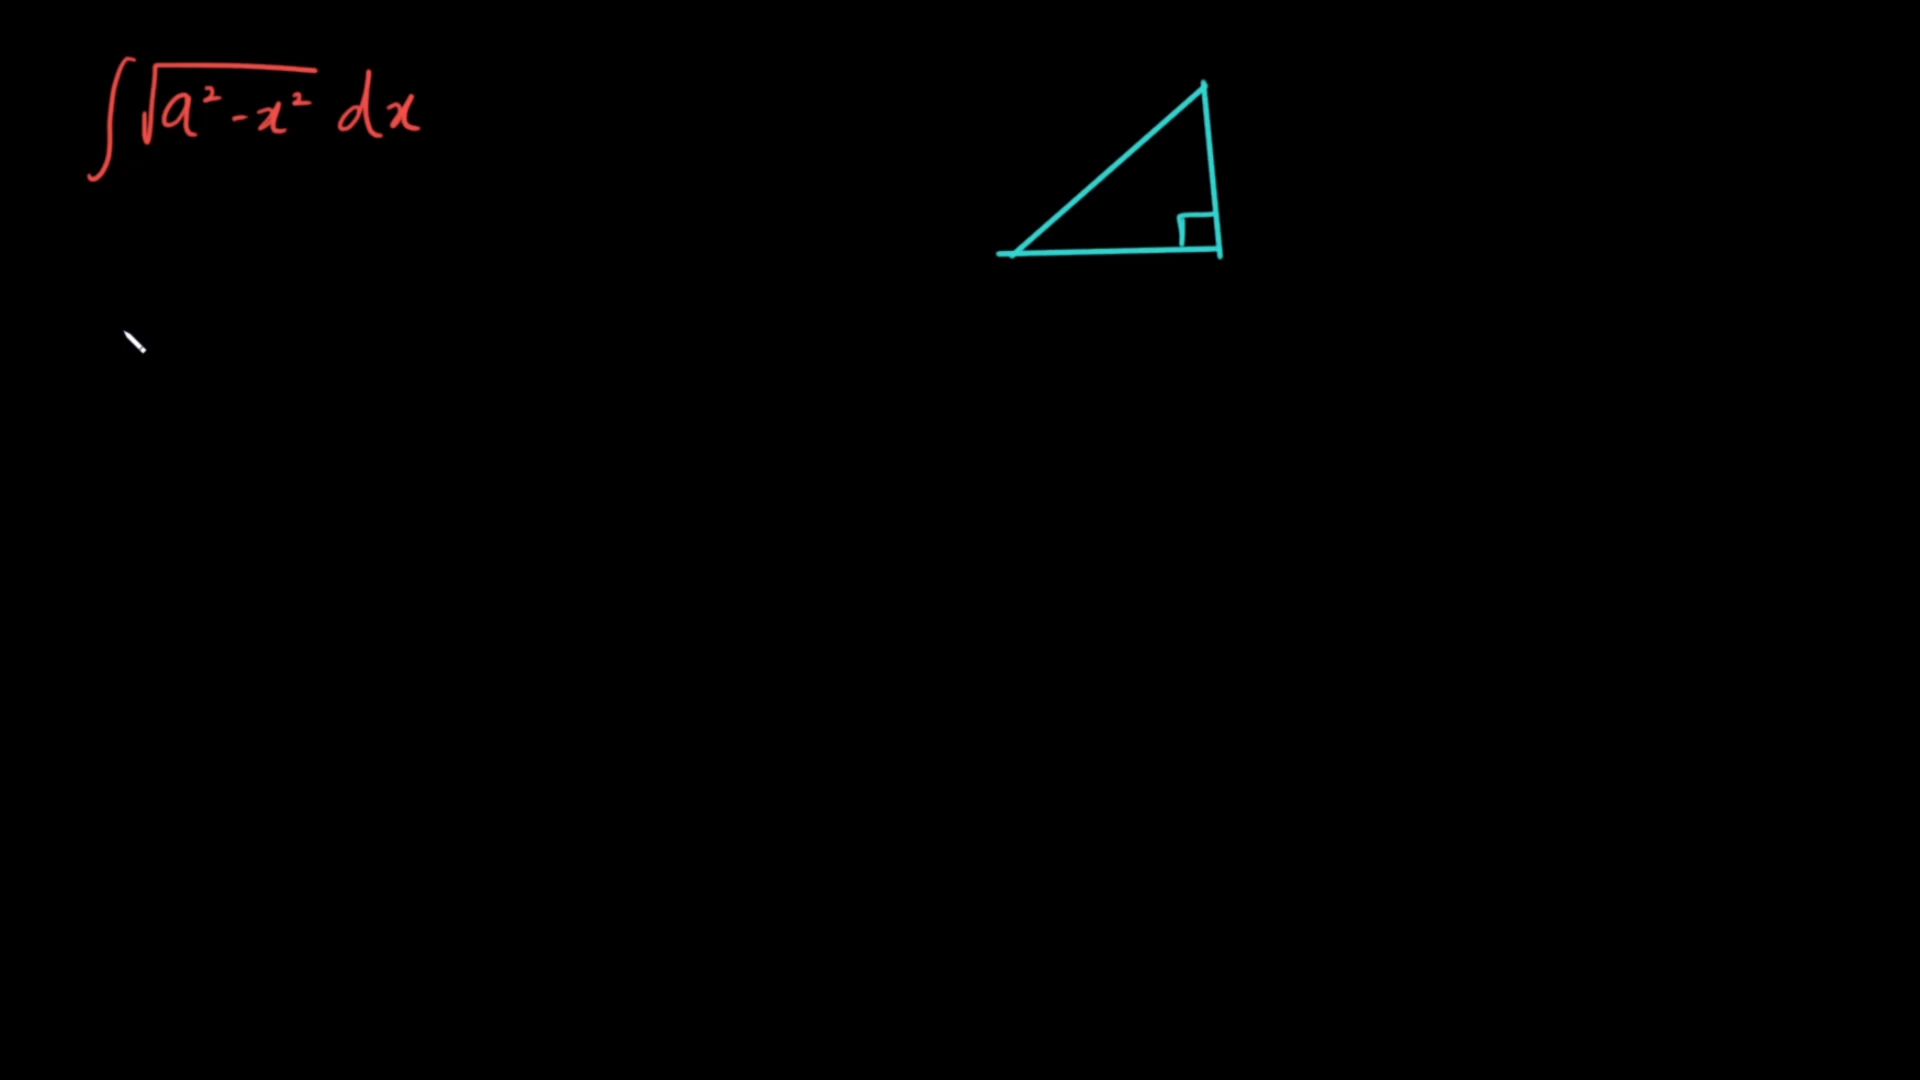 ∫√(a² - x²) dx